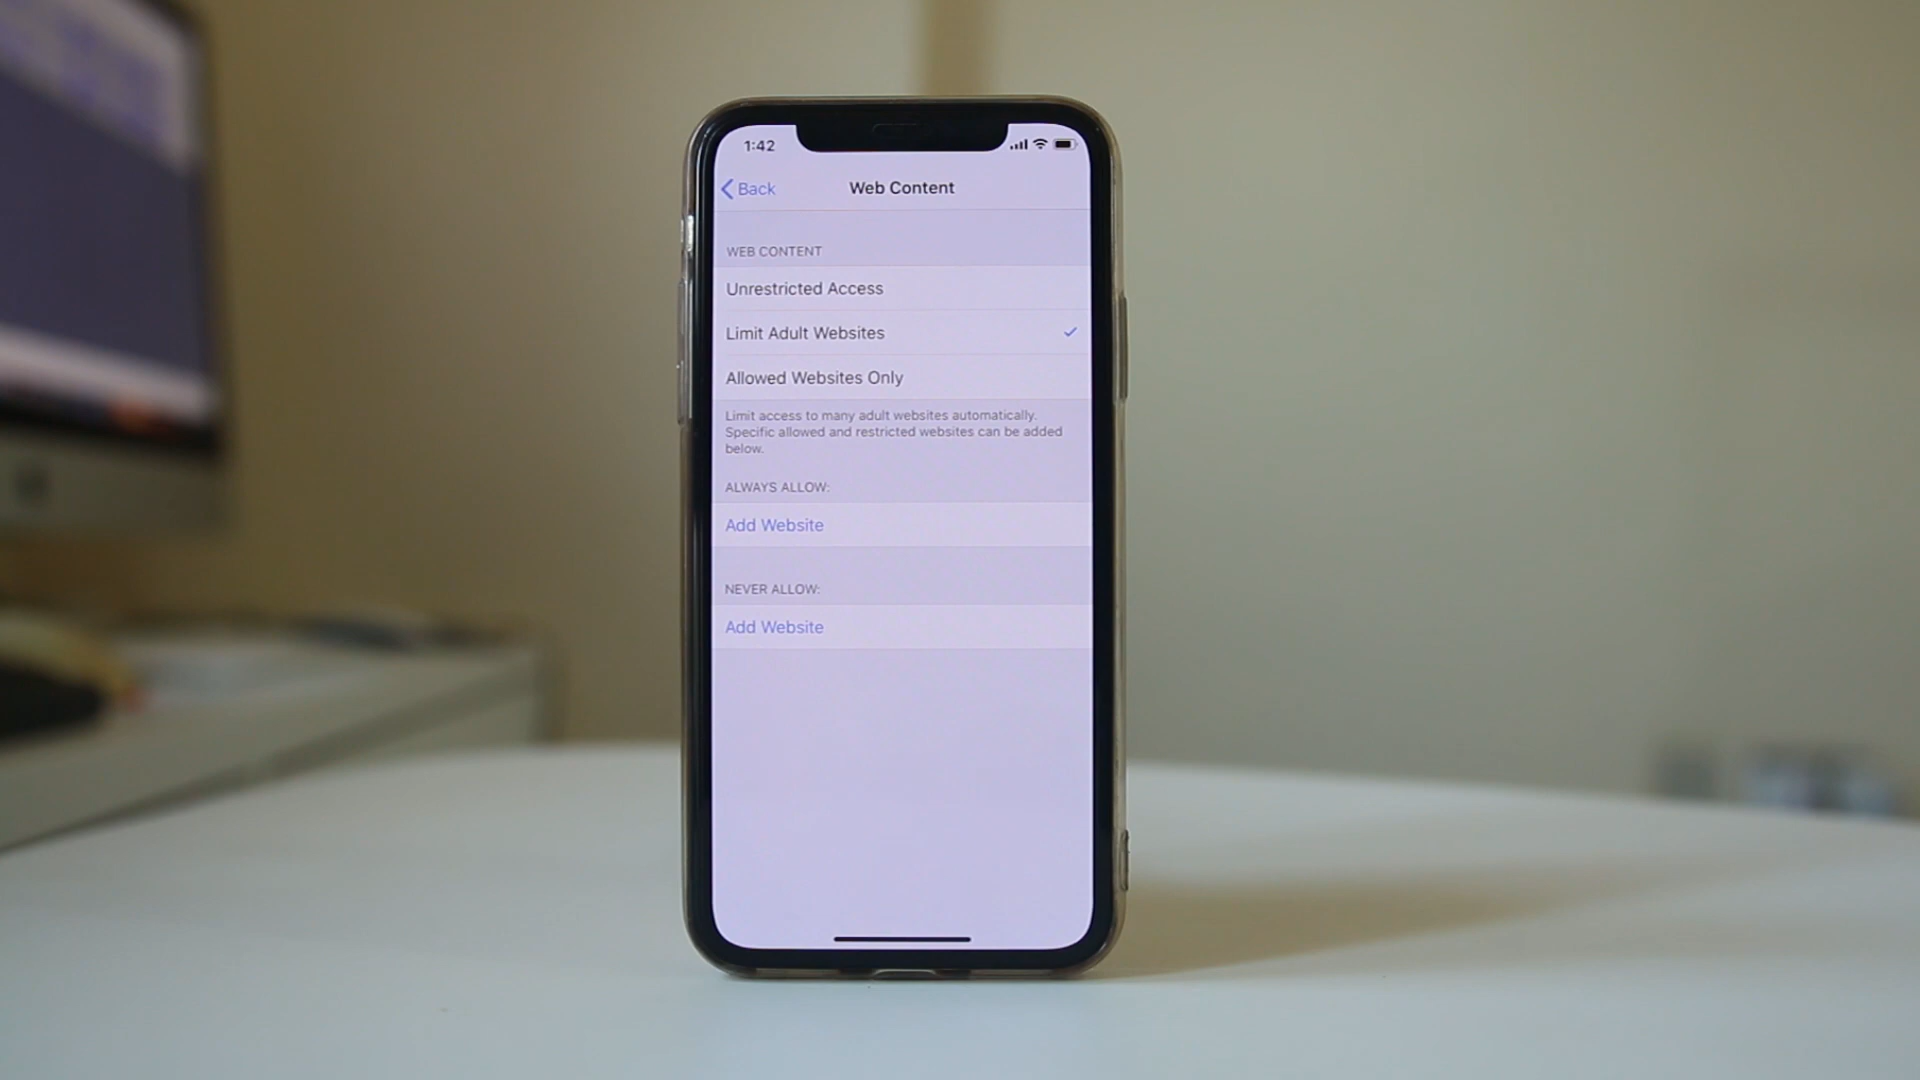 1:42
Back
Web Content
WEB CONTENT
Unrestricted Access
Limit Adult Websites
Allowed Websites Only
Limit access to many adult websites automatically.
Specific allowed and restricted websites can be added
below.
ALWAYS ALLOW:
Add Website
NEVER ALLOW:
Add Website